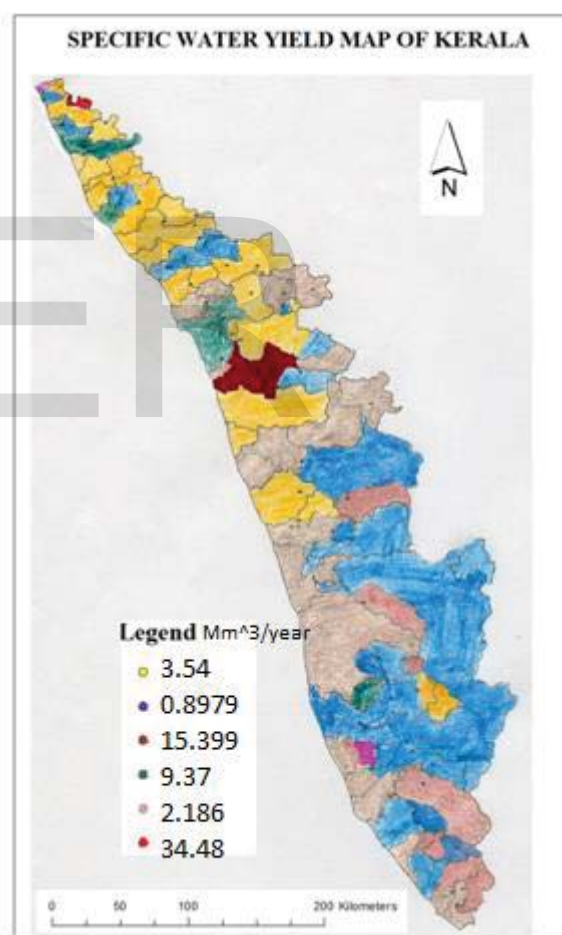 SPECIFIC WATER YIELD MAP OF KERALA
N
ER
Legend Mm^3/year
3.54
0.8979
15.399
9.37
2.186
34.48
0 50 100 200 Kilometers